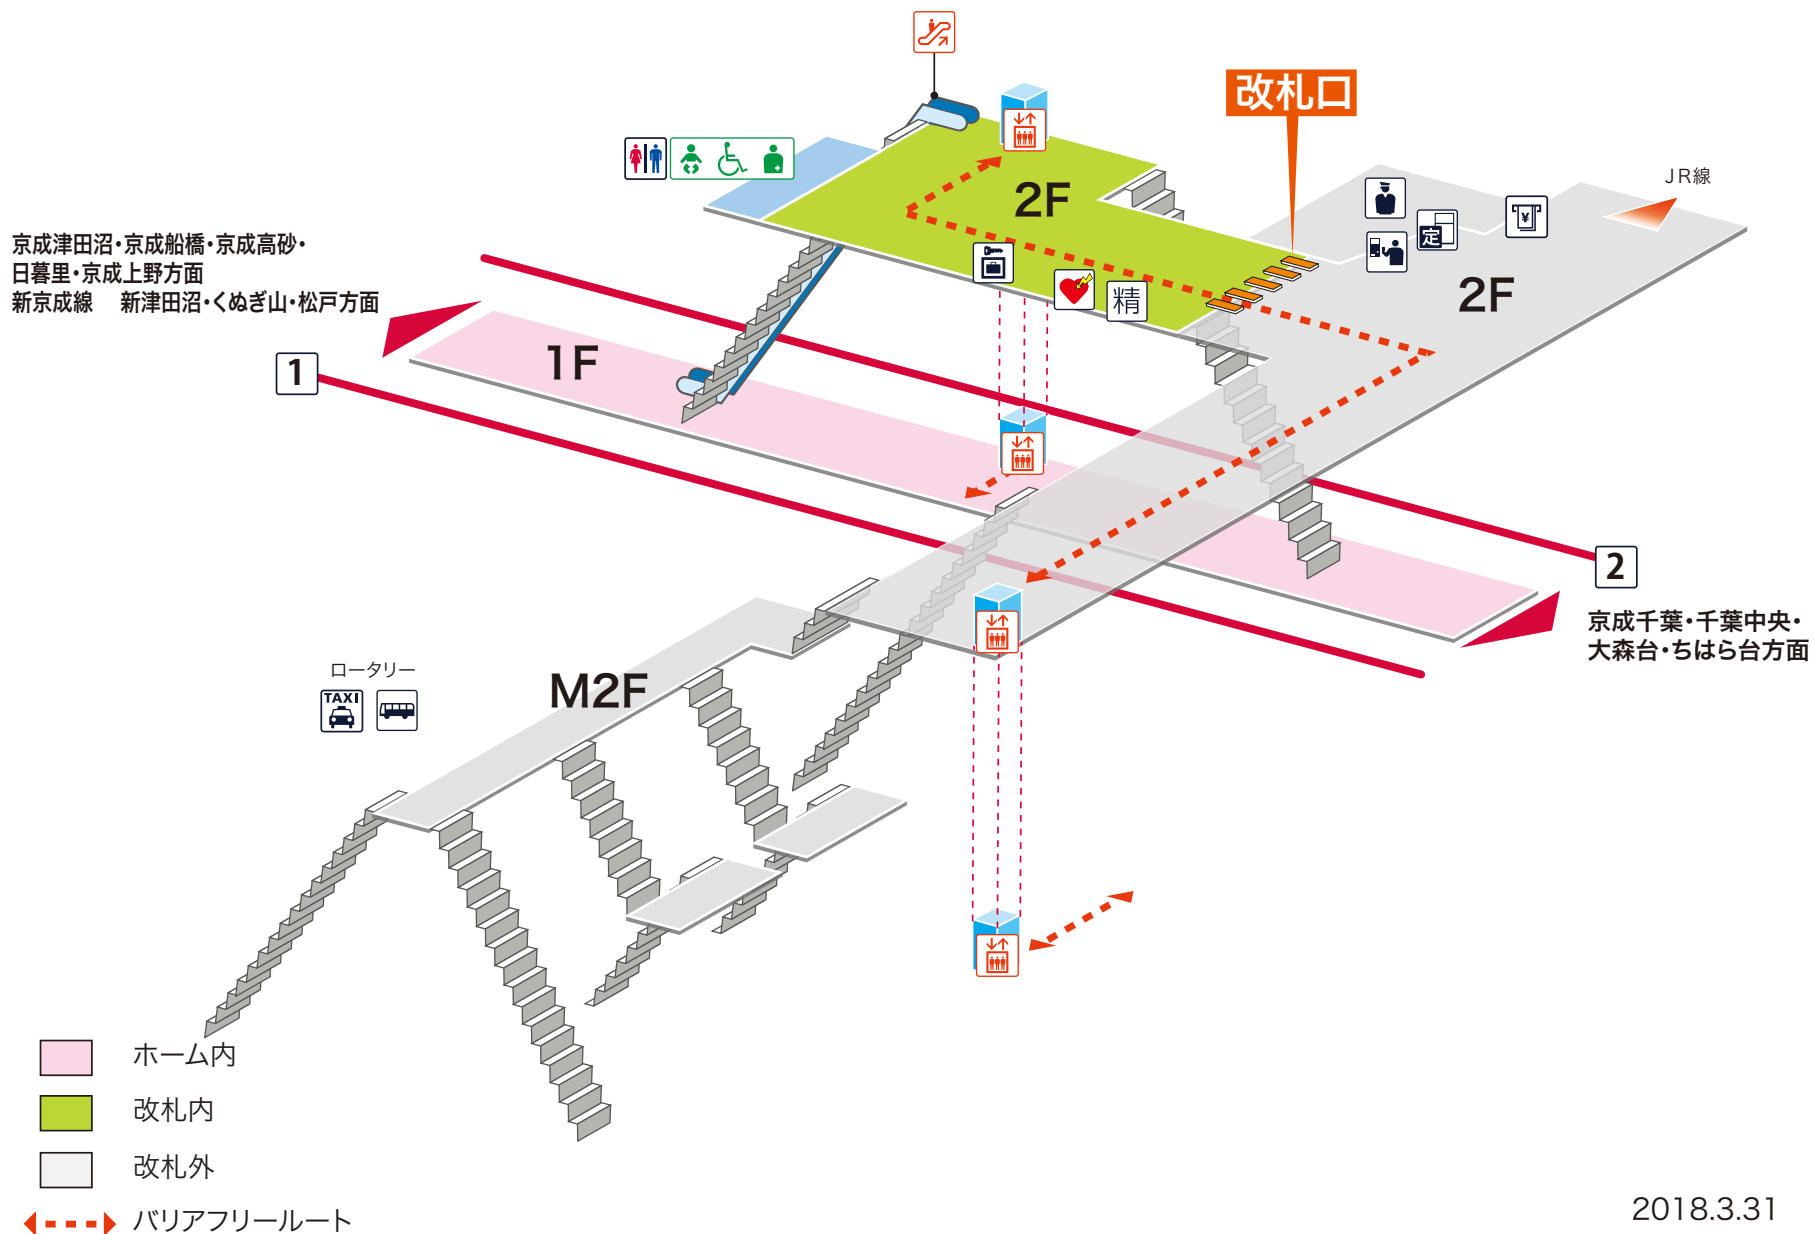 改札口
2F
JR線
定
¥
京成津田沼・京成船橋・京成高砂・
日暮里・京成上野方面
新京成線　新津田沼・くぬぎ山・松戸方面
精
2F
1F
1
2
京成千葉・千葉中央・
大森台・ちはら台方面
ロータリー
TAXI
M2F
ホーム内
改札内
改札外
バリアフリールート
2018.3.31